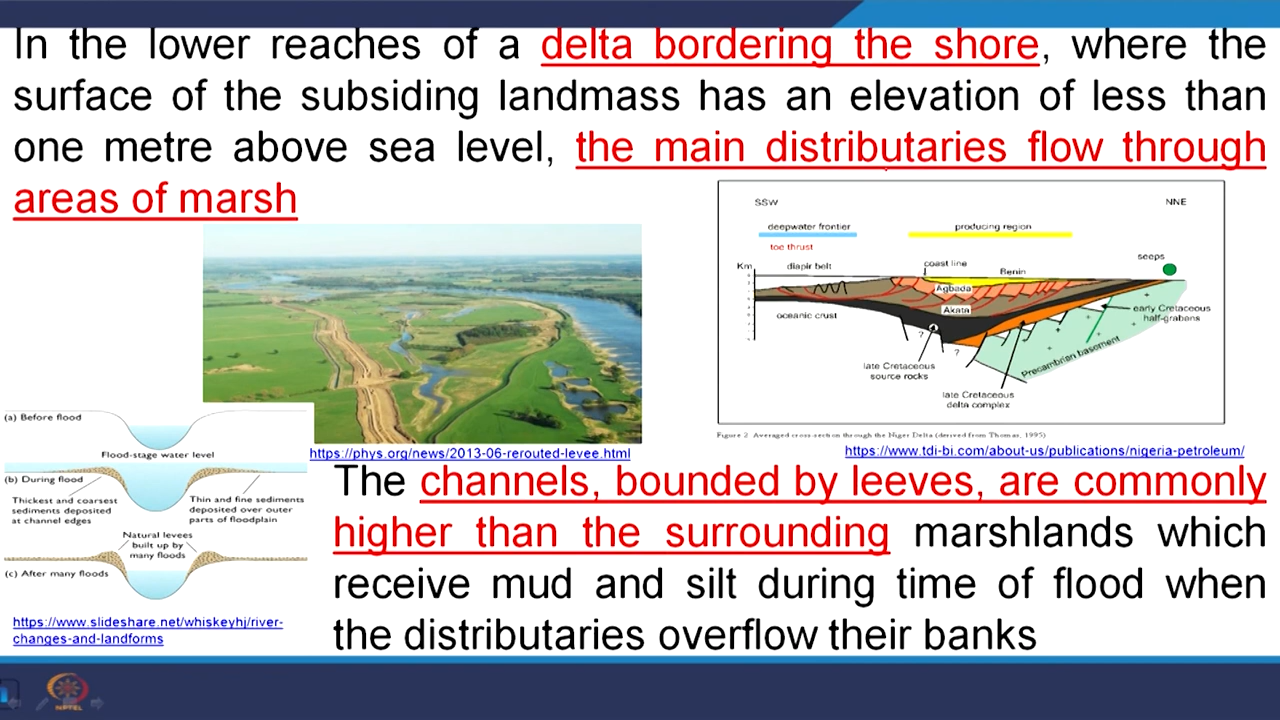 In the lower reaches of a delta bordering the shore, where the
surface of the subsiding landmass has an elevation of less than
one metre above sea level, the main distributaries flow through
areas of marsh
SSW
NNE
deepwater frontier
producing region
toe thrust
seeps
Km
diapir belt
coast line
Benin
Agbada
Akata
oceanic crust
early Cretaceous
half-grabens
?
?
Precambrian basement
late Cretaceous
source rocks
late Cretaceous
delta complex
Figure 2 Averaged cross-section through the Niger Delta (derived from Thomas, 1995)
https://phys.org/news/2013-06-rerouted-levee.html
https://www.tdi-bi.com/about-us/publications/nigeria-petroleum/
(a) Before flood
Flood-stage water level
(b) During flood
Thickest and coarsest
sediments deposited
at channel edges
Thin and fine sediments
deposited over outer
parts of floodplain
Natural levees
built up by
many floods
(c) After many floods
https://www.slideshare.net/whiskeyhj/river-
changes-and-landforms
The channels, bounded by leeves, are commonly
higher than the surrounding marshlands which
receive mud and silt during time of flood when
the distributaries overflow their banks
NPTEL